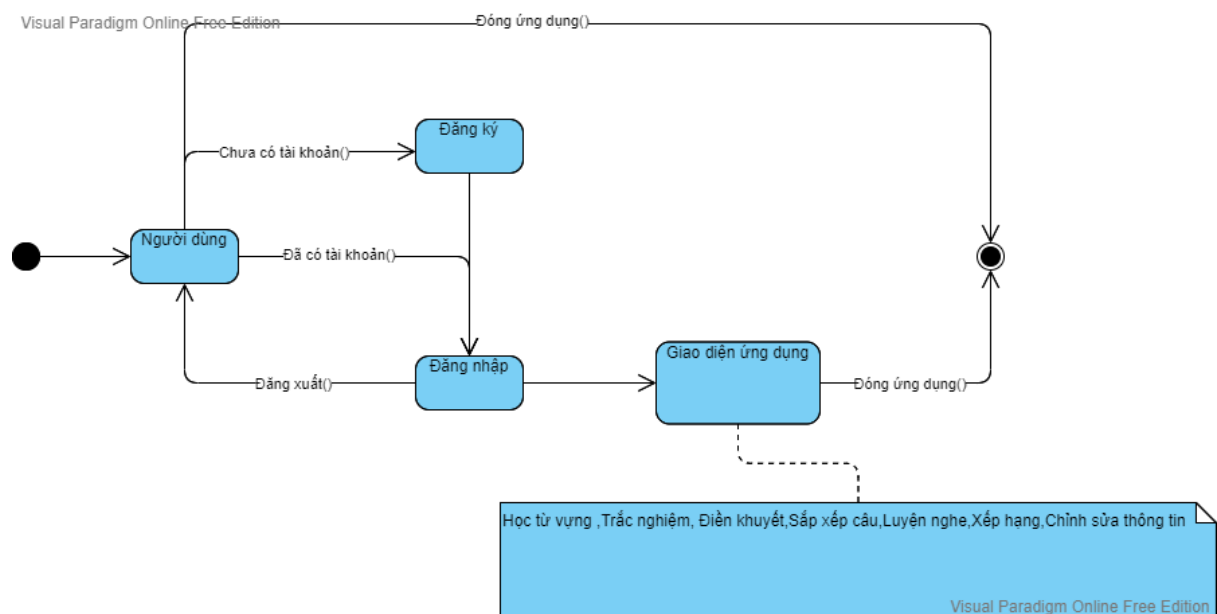 Visual Paradigm Online Free Edition
Đóng ứng dụng()
Đăng ký
Chưa có tài khoản()
Người dùng
Đã có tài khoản()
Giao diện ứng dụng
Đăng nhập
Đăng xuất()
Đóng ứng dụng()
Học từ vựng ,Trắc nghiệm, Điền khuyết,Sắp xếp câu,Luyện nghe,Xếp hạng,Chỉnh sửa thông tin
Visual Paradigm Online Free Edition